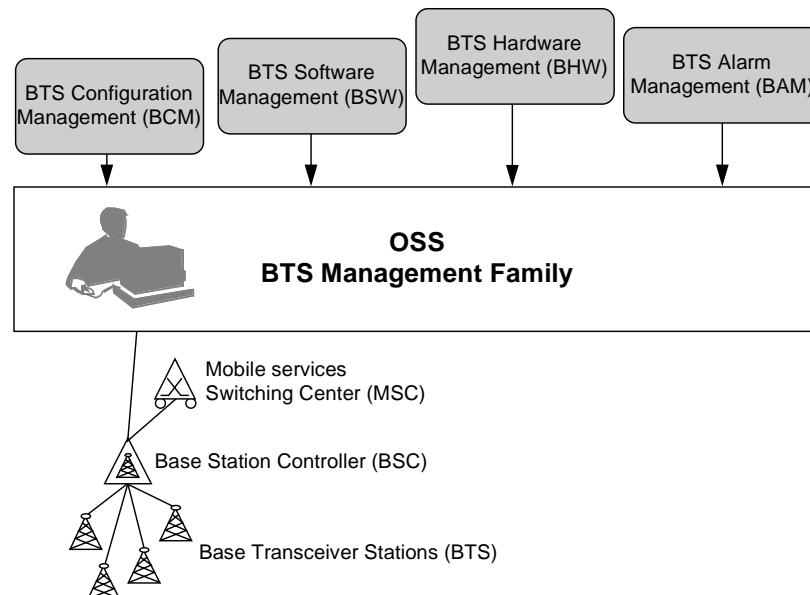 BTS Configuration
Management (BCM)
BTS Software
Management (BSW)
BTS Hardware
Management (BHW)
BTS Alarm
Management (BAM)
OSS
BTS Management Family
Mobile services
Switching Center (MSC)
Base Station Controller (BSC)
Base Transceiver Stations (BTS)